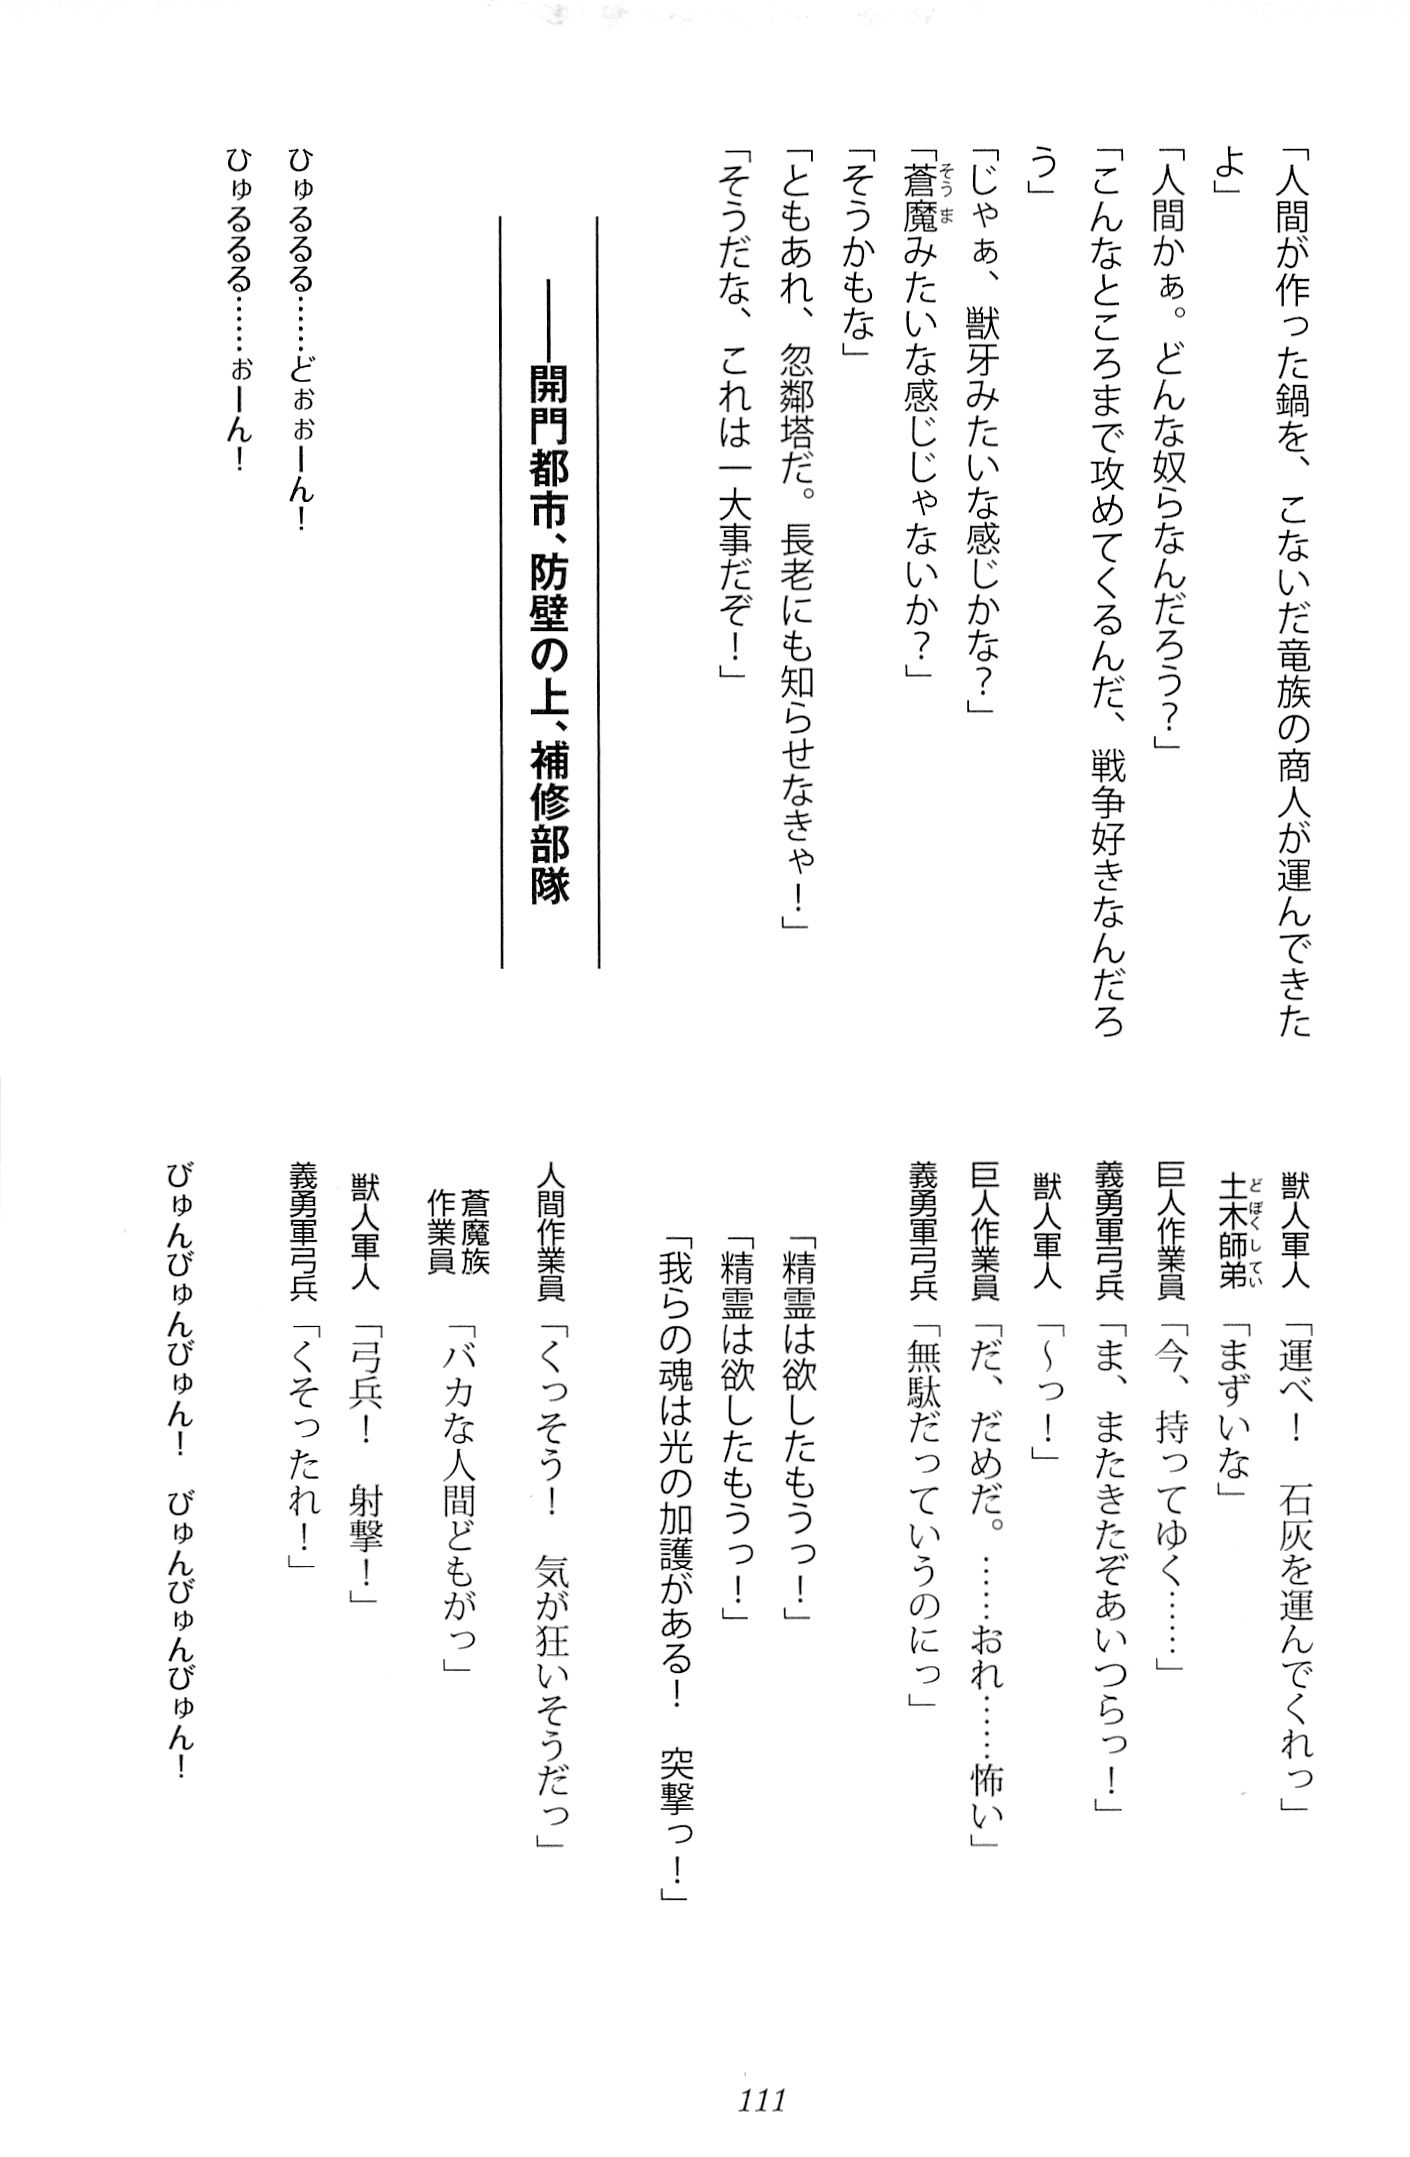 「人間が作った鍋を、こないだ竜族の商人が運んできた
よ」
「人間かぁ。どんな奴らなんだろう？」
「こんなところまで攻めてくるんだ、戦争好きなんだろ
う」
「じゃぁ、獣牙みたいな感じかな？」
「蒼魔みたいな感じじゃないか？」
「そうかもな」
「ともあれ、忽鄰塔だ。長老にも知らせなきゃ！」
「そうだな、これは一大事だぞ！」
――開門都市、防壁の上、補修部隊
ひゅるるる……どぉぉーん！
ひゅるるる……ぉーん！
獣人軍人「運べ！　石灰を運んでくれっ」
土木師弟「まずいな」
巨人作業員「今、持ってゆく……」
義勇軍弓兵「ま、またきたぞあいつらっ！」
獣人軍人「～っ！」
巨人作業員「だ、だめだ。……おれ……怖い」
義勇軍弓兵「無駄だっていうのにっ」
「精霊は欲したもうっ！」
「精霊は欲したもうっ！」
「我らの魂は光の加護がある！　突撃っ！」
人間作業員「くっそう！　気が狂いそうだっ」
蒼魔族作業員「バカな人間どもがっ」
獣人軍人「弓兵！　射撃！」
義勇軍弓兵「くそったれ！」
びゅんびゅんびゅん！　びゅんびゅんびゅん！
111